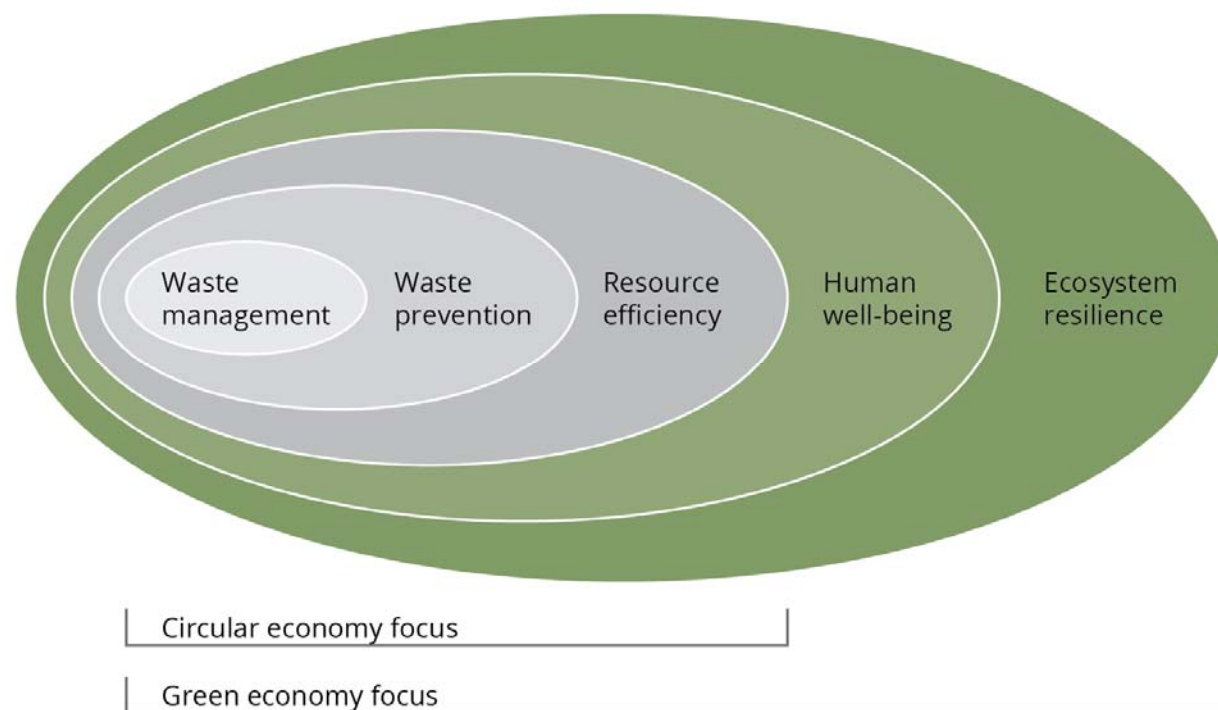 Waste
management
Waste
prevention
Resource
efficiency
Human
well-being
Ecosystem
resilience
Circular economy focus
Green economy focus